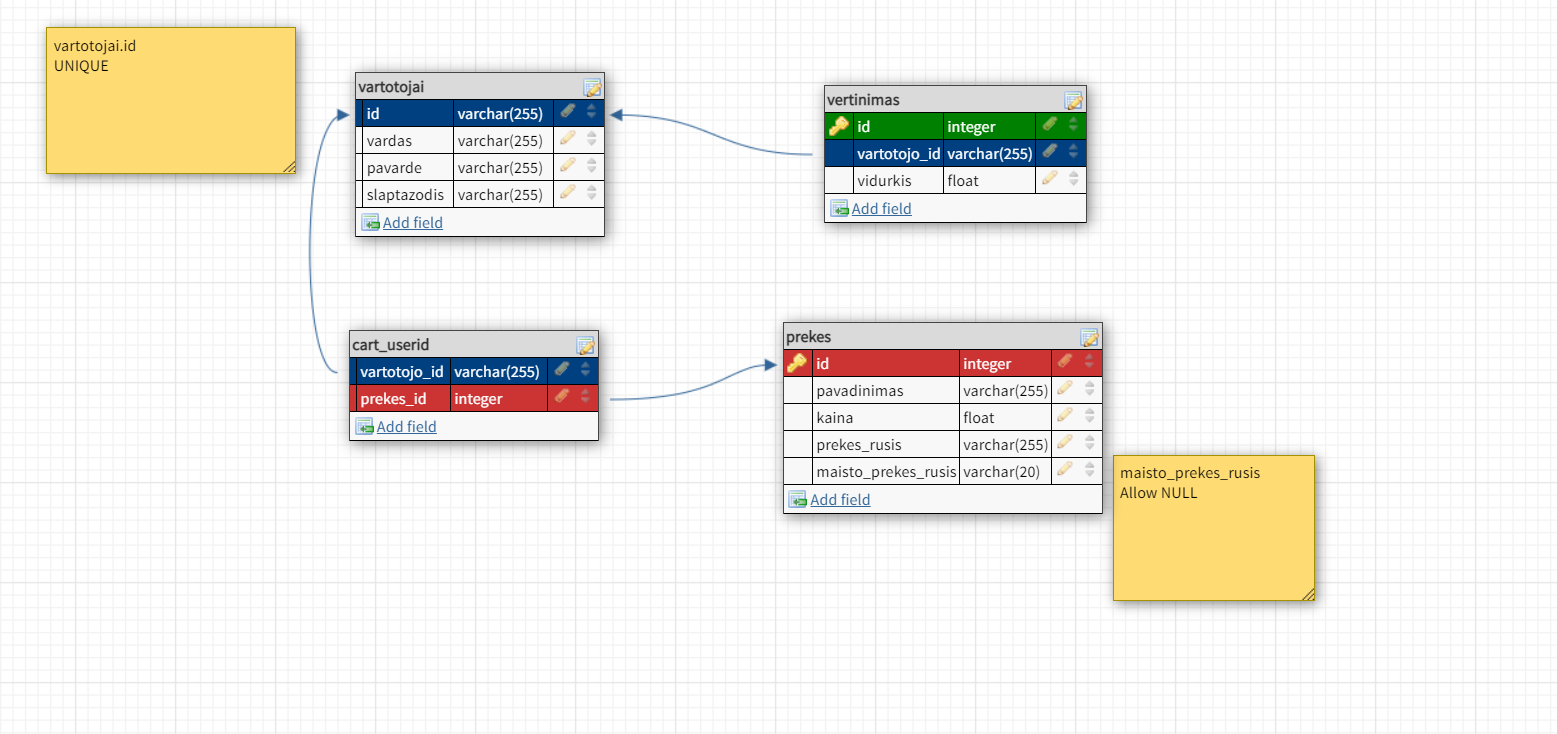 vartotojai.id
UNIQUE
vartotojai
id varchar(255)
vardas varchar(255)
pavarde varchar(255)
slaptazodis varchar(255)
Add field
vertinimas
id integer
vartotojo_id varchar(255)
vidurkis float
Add field
cart_userid
vartotojo_id varchar(255)
prekes_id integer
Add field
prekes
id integer
pavadinimas varchar(255)
kaina float
prekes_rusis varchar(255)
maisto_prekes_rusis varchar(20)
Add field
maisto_prekes_rusis
Allow NULL